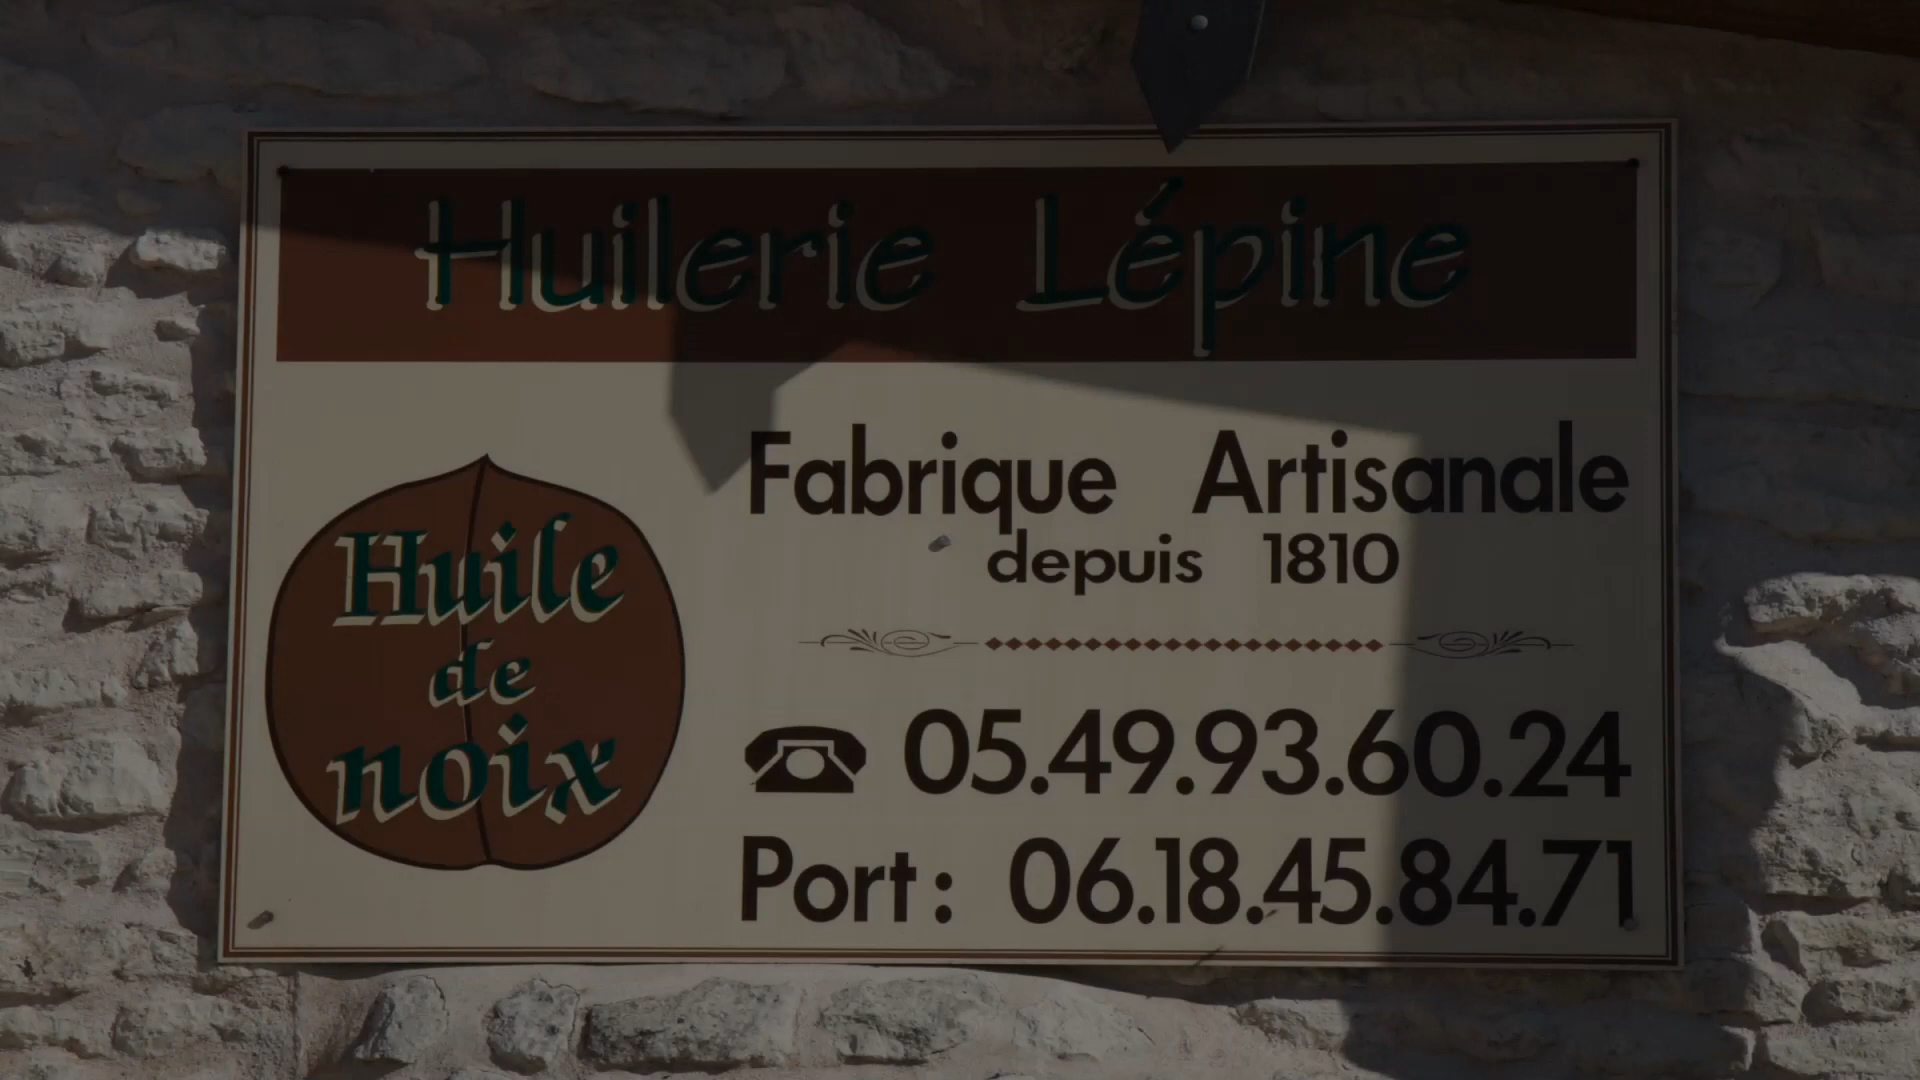 Huilerie Lépine
Huile
de
noix
Fabrique Artisanale
depuis 1810
05.49.93.60.24
Port : 06.18.45.84.71